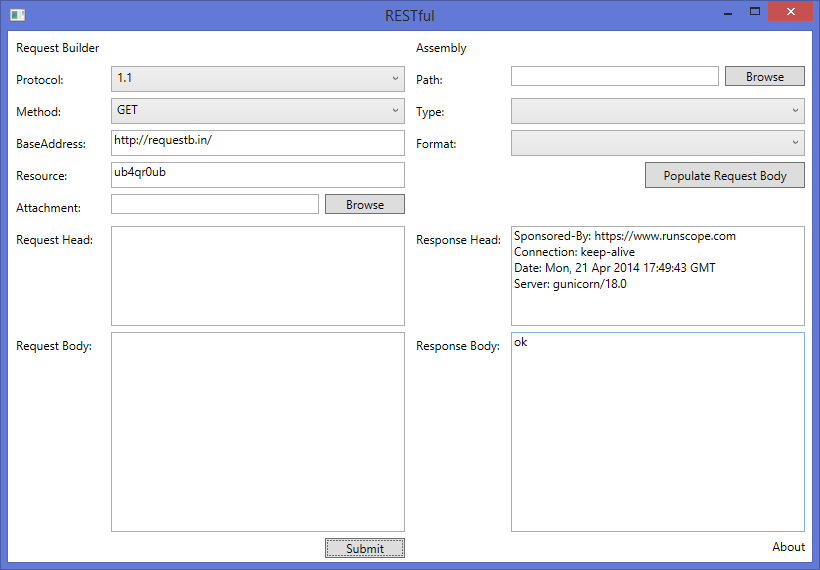 RESTful
Request Builder
Protocol: 1.1
Method: GET
BaseAddress: http://requestb.in/
Resource: ub4qr0ub
Attachment: Browse
Request Head:
Request Body:
Submit
Assembly
Path: Browse
Type:
Format:
Populate Request Body
Response Head:
Sponsored-By: https://www.runscope.com
Connection: keep-alive
Date: Mon, 21 Apr 2014 17:49:43 GMT
Server: gunicorn/18.0
Response Body:
ok
About